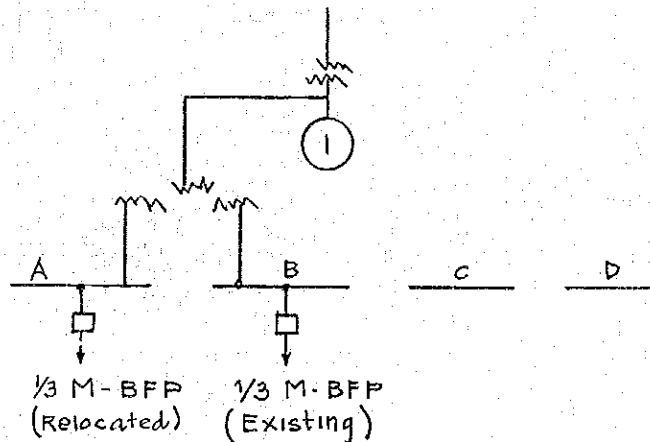 1
A
B
C
D
1/3 M-BFP
(Relocated)
1/3 M·BFP
(Existing)